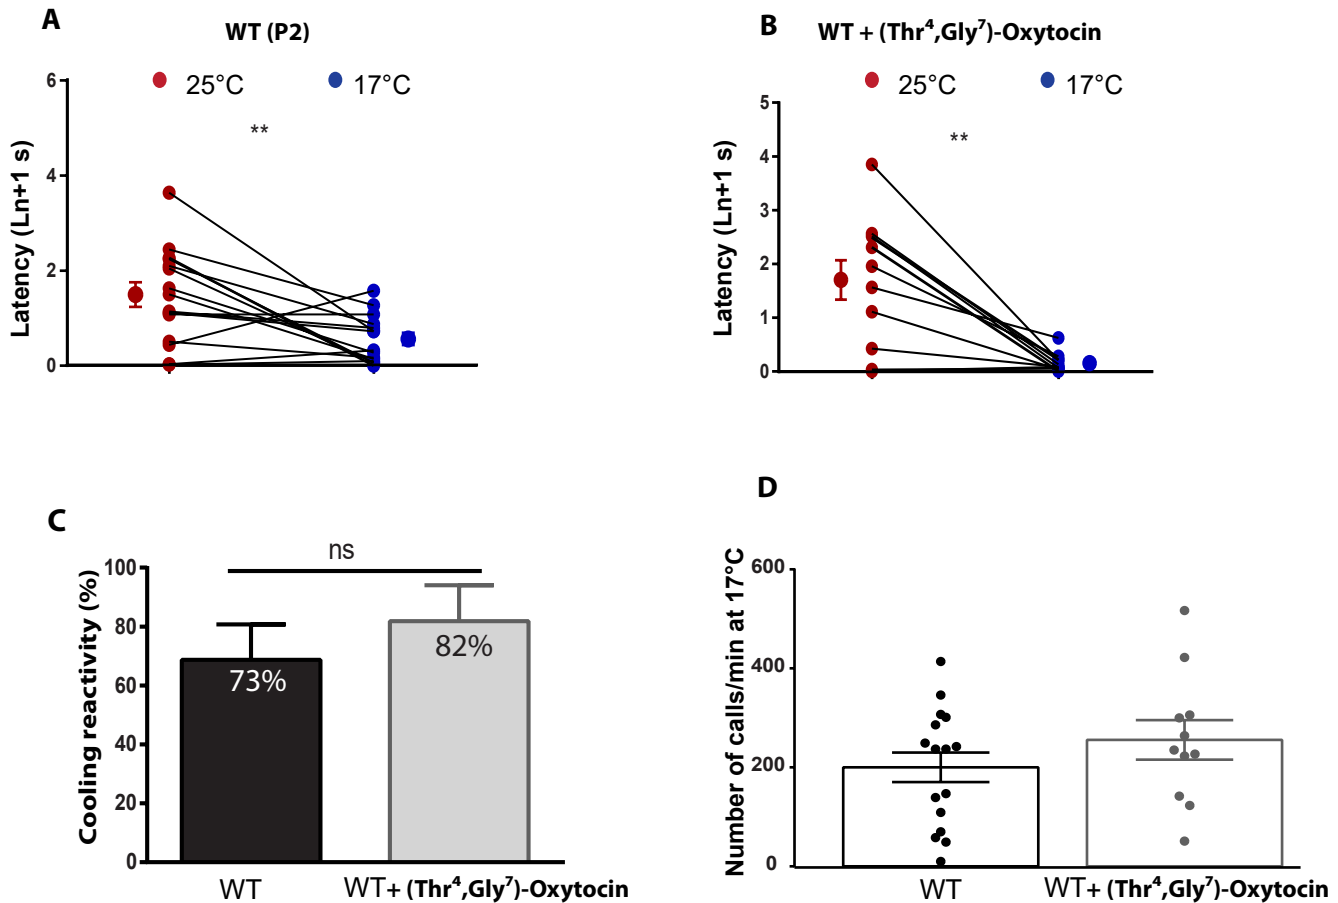 A
WT (P2)
25°C
17°C
**
Latency (Ln+1 s)
6
4
2
0
B
WT + (Thr⁴,Gly⁷)-Oxytocin
25°C
17°C
**
Latency (Ln+1 s)
5
4
3
2
1
0
C
ns
Cooling reactivity (%)
100
80
60
40
20
0
73%
82%
WT
WT+ (Thr⁴,Gly⁷)-Oxytocin
D
Number of calls/min at 17°C
600
400
200
0
WT
WT+ (Thr⁴,Gly⁷)-Oxytocin